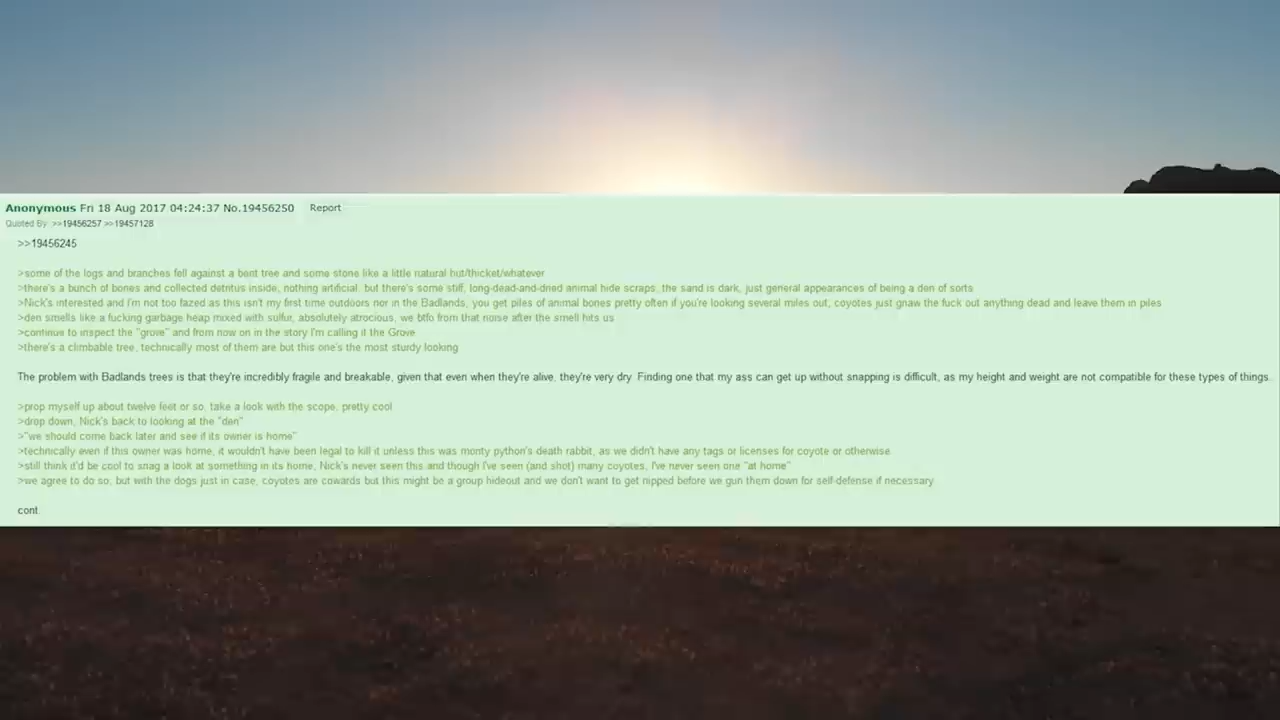 Anonymous Fri 18 Aug 2017 04:24:37 No.19456250 Report
Quoted By: >>19456257 >>19457128
>>19456245
>some of the logs and branches fell against a bent tree and some stone like a little natural hut/thicket/whatever
>there's a bunch of bones and collected detritus inside, nothing artificial. but there's some stiff, long-dead-and-dried animal hide scraps. the sand is dark, just general appearances of being a den of sorts
>Nick's interested and I'm not too fazed as this isn't my first time outdoors nor in the Badlands, you get piles of animal bones pretty often if you're looking several miles out, coyotes just gnaw the fuck out anything dead and leave them in piles
>den smells like a fucking garbage heap mixed with sulfur, absolutely atrocious, we btfo from that noise after the smell hits us
>continue to inspect the "grove" and from now on in the story I'm calling it the Grove
>there's a climbable tree, technically most of them are but this one's the most sturdy looking
The problem with Badlands trees is that they're incredibly fragile and breakable, given that even when they're alive, they're very dry. Finding one that my ass can get up without snapping is difficult, as my height and weight are not compatible for these types of things.
>prop myself up about twelve feet or so, take a look with the scope, pretty cool
>drop down, Nick's back to looking at the "den"
>"we should come back later and see if its owner is home"
>technically even if this owner was home, it wouldn't have been legal to kill it unless this was monty python's death rabbit, as we didn't have any tags or licenses for coyote or otherwise
>still think it'd be cool to snag a look at something in its home, Nick's never seen this and though I've seen (and shot) many coyotes, I've never seen one "at home"
>we agree to do so, but with the dogs just in case, coyotes are cowards but this might be a group hideout and we don't want to get nipped before we gun them down for self-defense if necessary
cont.